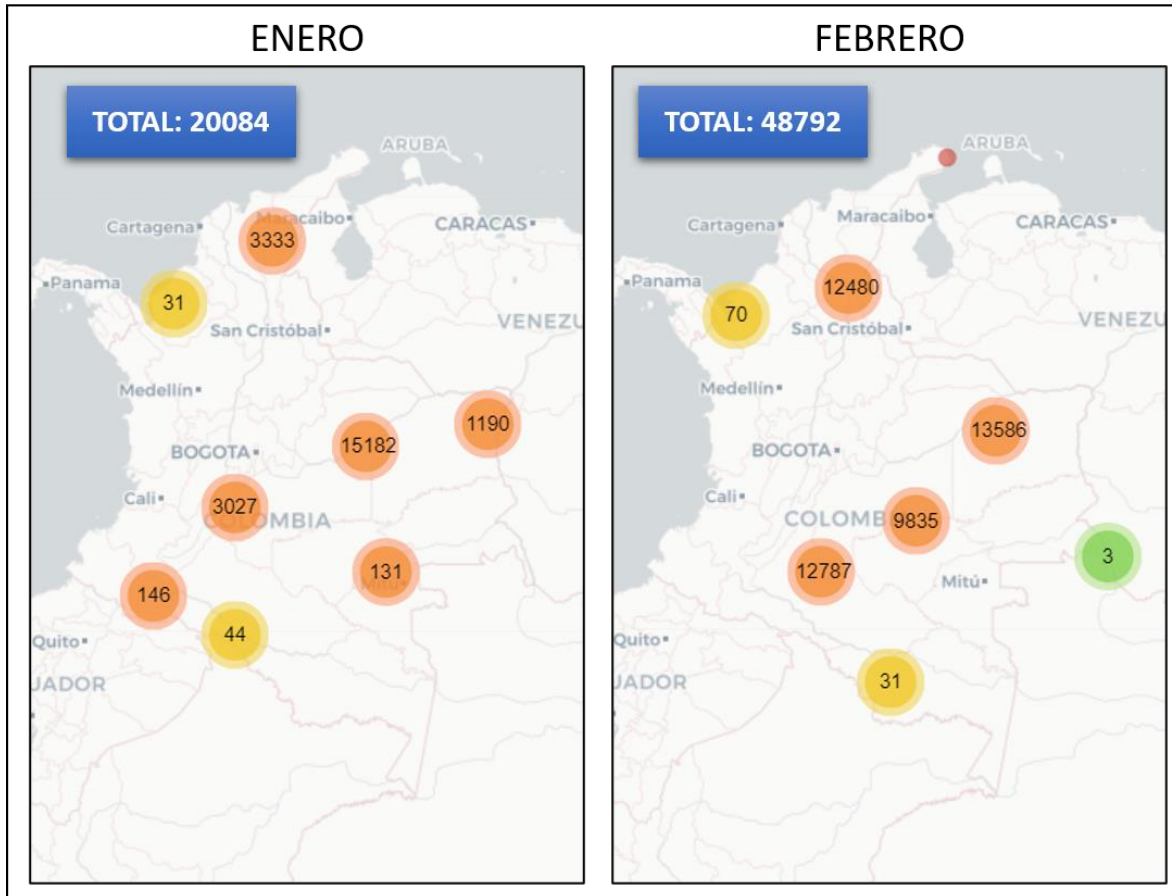 ENERO
TOTAL: 20084
ARUBA
Cartagena
Maracaibo
CARACAS
3333
Panama
31
San Cristóbal
VENEZU
Medellín
1190
15182
BOGOTA
Cali
3027
COLOMBIA
131
Mitú
146
44
Quito
UADOR
FEBRERO
TOTAL: 48792
ARUBA
Cartagena
Maracaibo
CARACAS
Panama
12480
70
San Cristóbal
VENEZU
Medellín
13586
BOGOTA
Cali
COLOMB
9835
3
12787
Mitú
Quito
UADOR
31